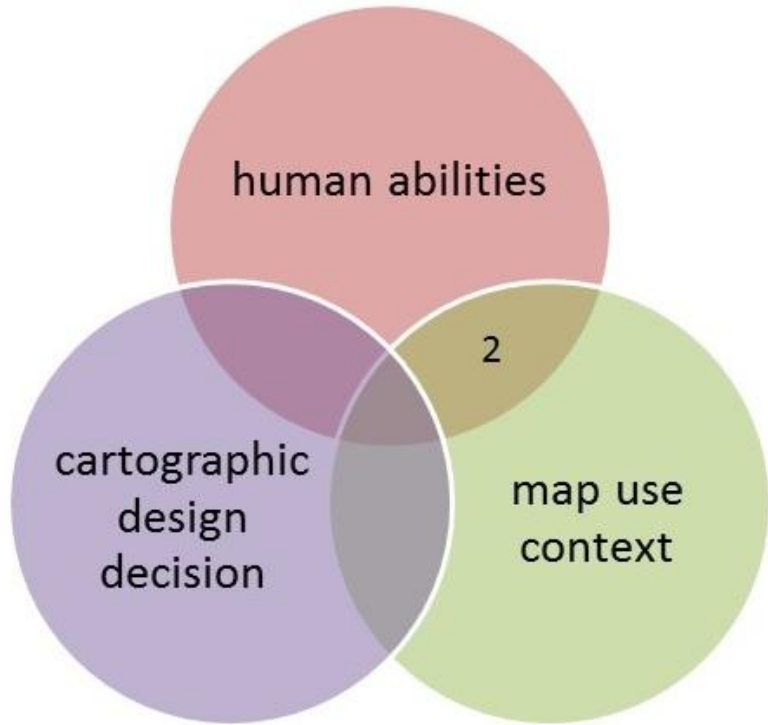 human abilities
2
cartographic
design
decision
map use
context